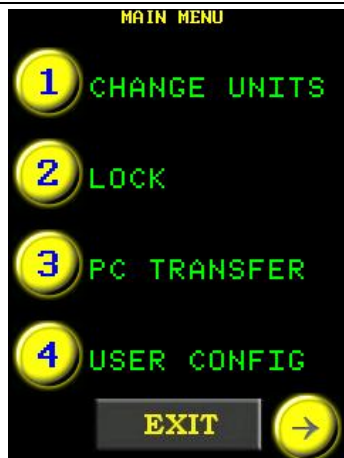 MAIN MENU
1 CHANGE UNITS
2 LOCK
3 PC TRANSFER
4 USER CONFIG
EXIT →